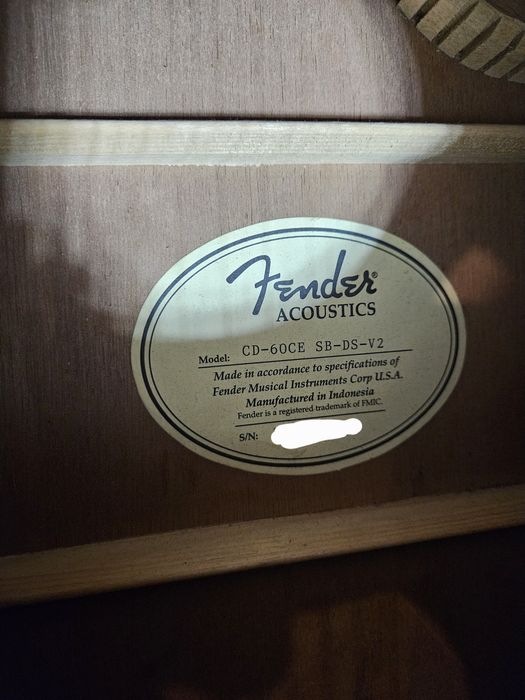 Fender®
ACOUSTICS
Model: CD-60CE SB-DS-V2
Made in accordance to specifications of
Fender Musical Instruments Corp U.S.A.
Manufactured in Indonesia
Fender is a registered trademark of FMIC.
S/N: